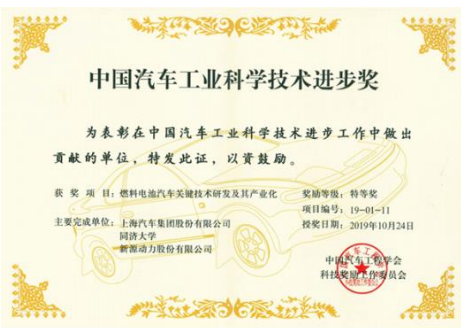 中国汽车工业科学技术进步奖
为表彰在中国汽车工业科学技术进步工作中做出
贡献的单位，特发此证，以资鼓励。
获奖项目：燃料电池汽车关键技术研发及其产业化
奖励等级：特等奖
项目编号：19-01-11
主要完成单位：上海汽车集团股份有限公司
授奖日期：2019年10月24日
同济大学
新源动力股份有限公司
中国汽车工程学会
科技奖励工作委员会